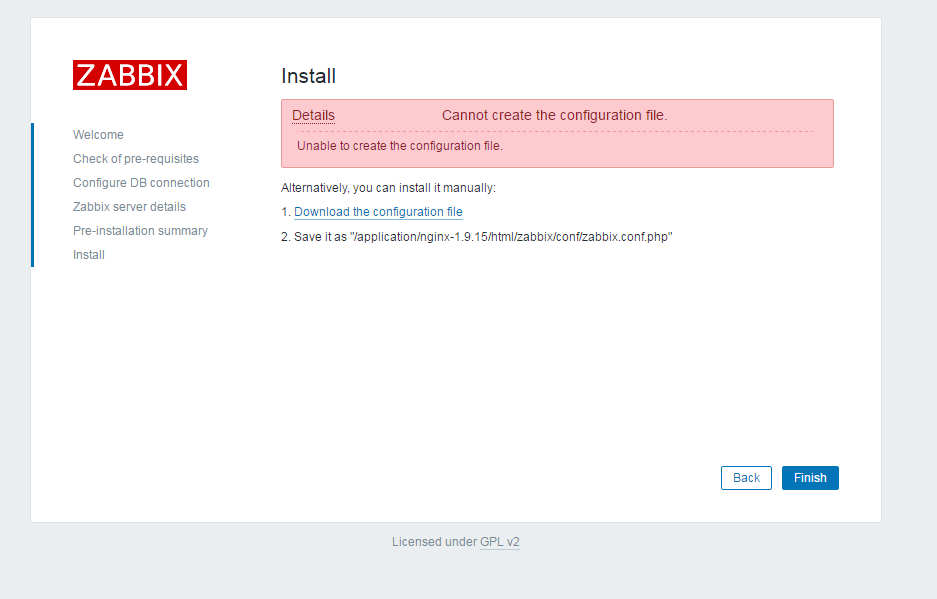 ZABBIX
Welcome
Check of pre-requisites
Configure DB connection
Zabbix server details
Pre-installation summary
Install
Install
Details Cannot create the configuration file.
Unable to create the configuration file.
Alternatively, you can install it manually:
1. Download the configuration file
2. Save it as "/application/nginx-1.9.15/html/zabbix/conf/zabbix.conf.php"
Back Finish
Licensed under GPL v2